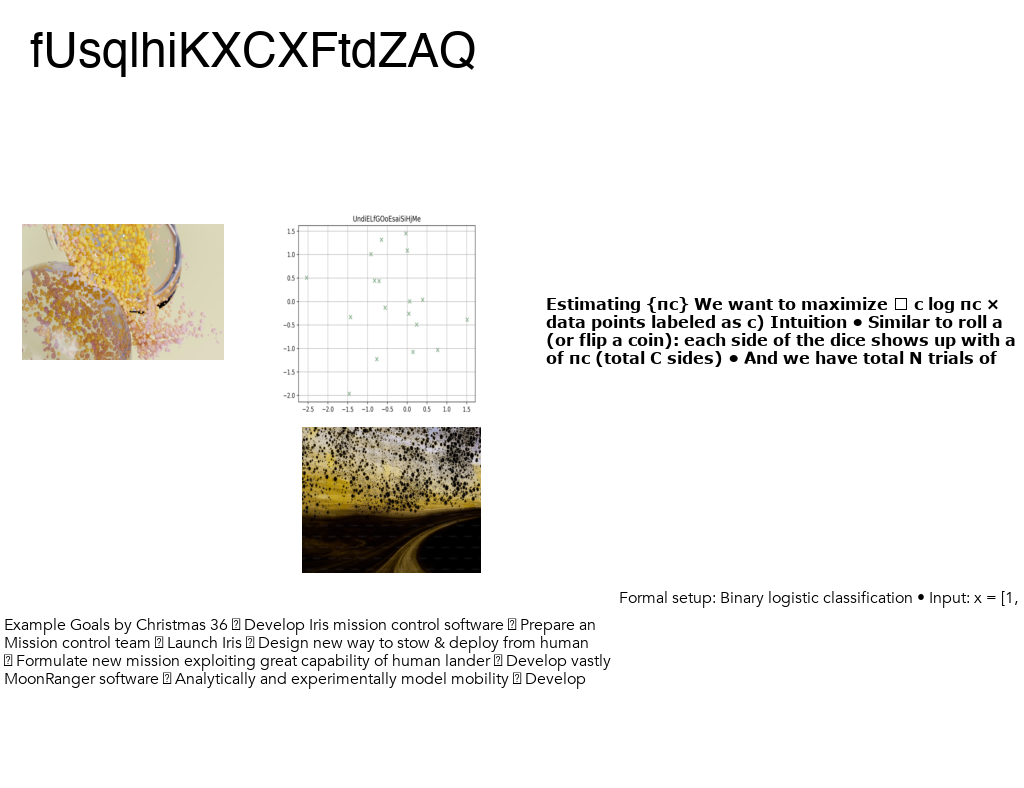 fUsqlhiKXCXFtdZAQ
UndiELfGOoEsaiSiHjMe
1.5
1.0
0.5
0.0
−0.5
−1.0
−1.5
−2.0
−2.5 −2.0 −1.5 −1.0 −0.5 0.0 0.5 1.0 1.5
Estimating {πc} We want to maximize □ c log πc ×
data points labeled as c) Intuition • Similar to roll a
(or flip a coin): each side of the dice shows up with a
of πc (total C sides) • And we have total N trials of
Formal setup: Binary logistic classification • Input: x = [1,
Example Goals by Christmas 36 ⍰ Develop Iris mission control software ⍰ Prepare an
Mission control team ⍰ Launch Iris ⍰ Design new way to stow & deploy from human
⍰ Formulate new mission exploiting great capability of human lander ⍰ Develop vastly
MoonRanger software ⍰ Analytically and experimentally model mobility ⍰ Develop